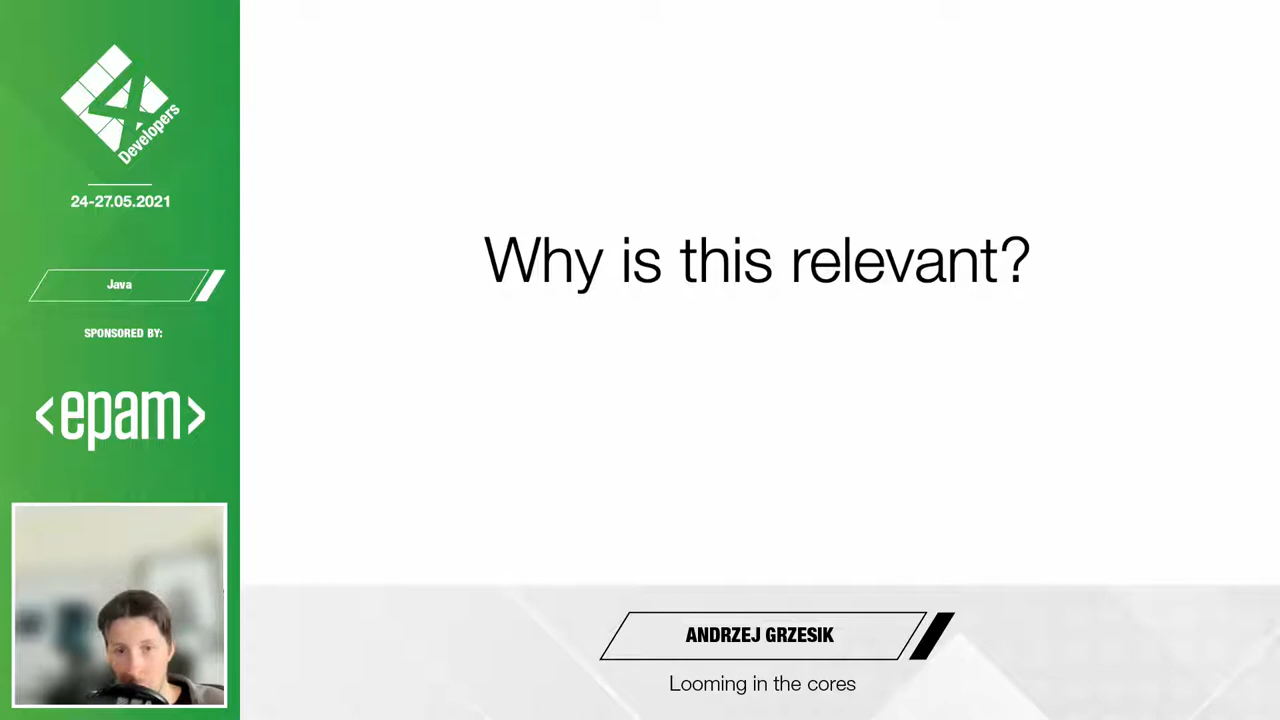 4
Developers
24-27.05.2021
Java
SPONSORED BY:
<epam>
Why is this relevant?
ANDRZEJ GRZESIK
Looming in the cores